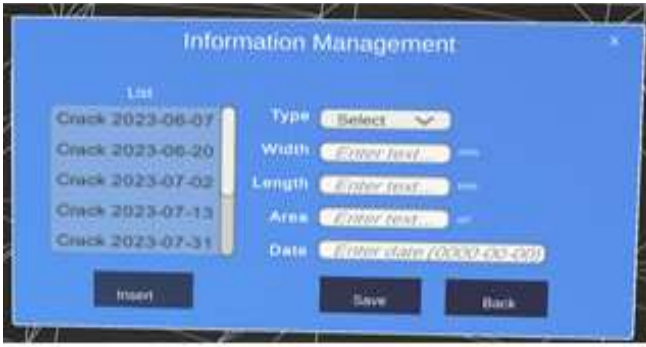 Information Management
x
List
Crack 2023-06-07
Crack 2023-06-20
Crack 2023-07-02
Crack 2023-07-13
Crack 2023-07-31
Insert
Type Select
Width Enter text...
Length Enter text...
Area Enter text...
Date Enter date (0000-00-00)
Save
Back